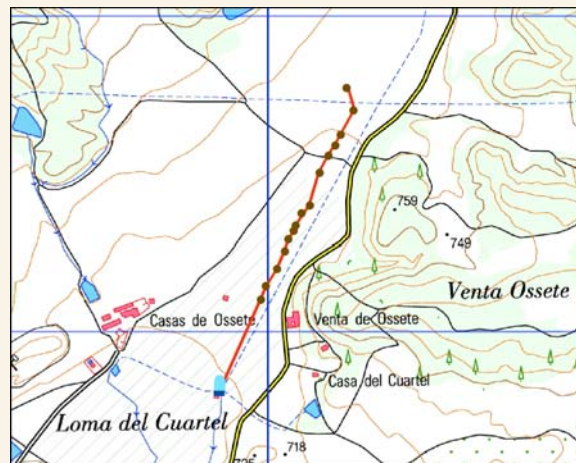 759
749
Venta Ossete
Casas de Ossete
Venta de Ossete
Casa del Cuartel
Loma del Cuartel
718